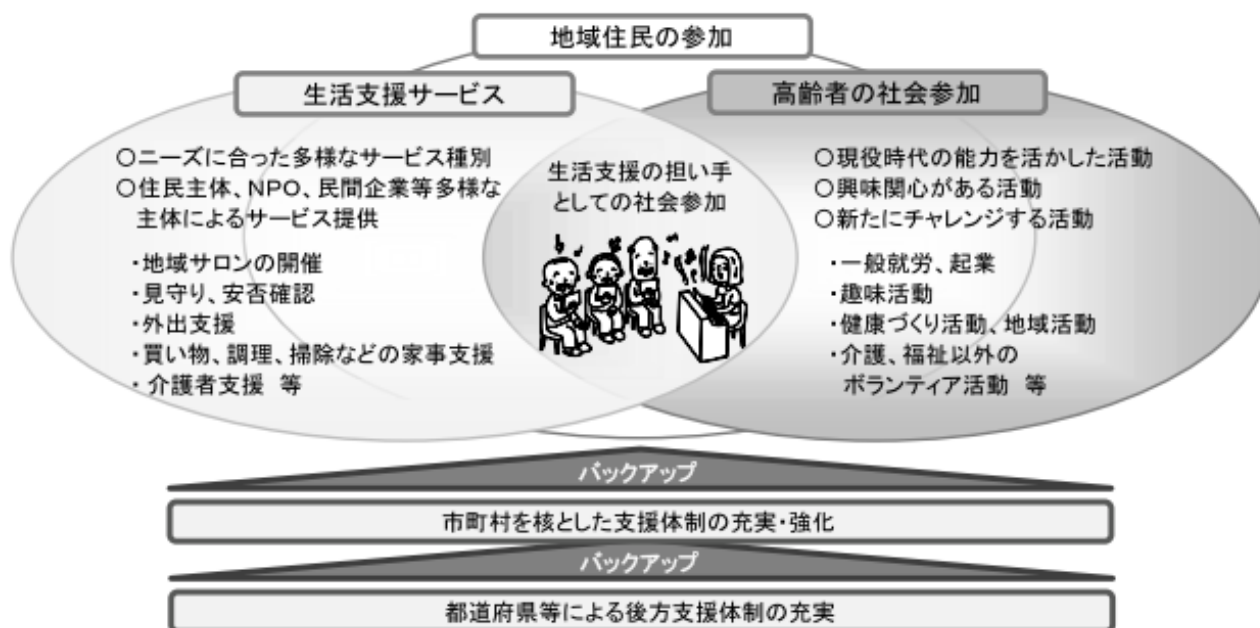 地域住民の参加
生活支援サービス
○ニーズに合った多様なサービス種別
○住民主体、NPO、民間企業等多様な
主体によるサービス提供
・地域サロンの開催
・見守り、安否確認
・外出支援
・買い物、調理、掃除などの家事支援
・介護者支援 等
生活支援の担い手
としての社会参加
高齢者の社会参加
○現役時代の能力を活かした活動
○興味関心がある活動
○新たにチャレンジする活動
・一般就労、起業
・趣味活動
・健康づくり活動、地域活動
・介護、福祉以外の
ボランティア活動 等
バックアップ
市町村を核とした支援体制の充実・強化
バックアップ
都道府県等による後方支援体制の充実